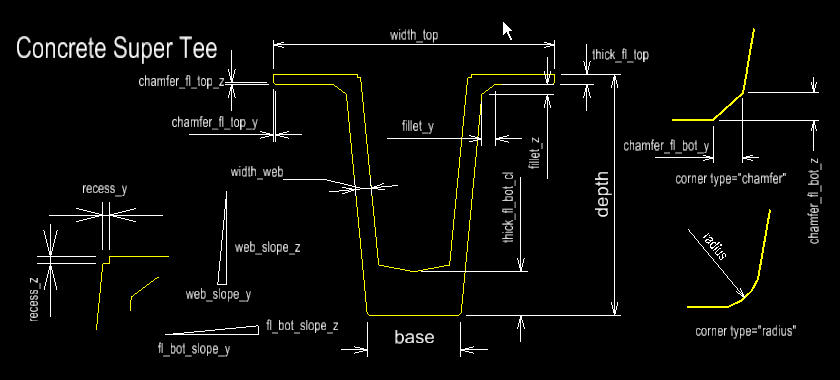 Concrete Super Tee
width_top
thick_fl_top
chamfer_fl_top_z
chamfer_fl_top_y
fillet_y
fillet_z
chamfer_fl_bot_y
chamfer_fl_bot_z
corner type="chamfer"
width_web
recess_y
recess_z
thick_fl_bot_cl
depth
web_slope_z
web_slope_y
radius
fl_bot_slope_z
fl_bot_slope_y
base
corner type="radius"